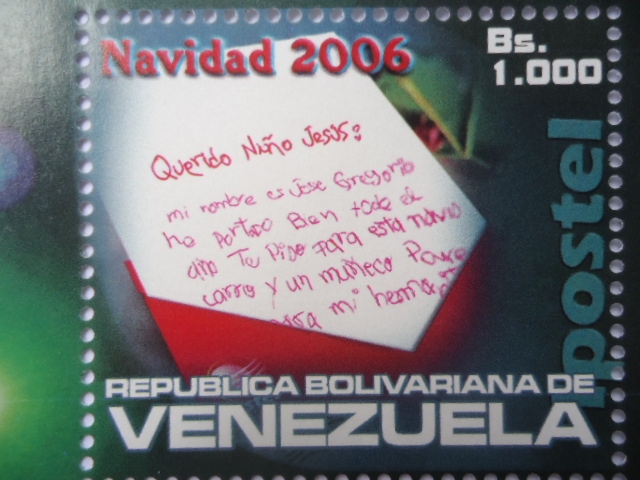 Navidad 2006
Bs.
1.000
Querido Niño Jesús:
mi nombre es Jose Gregorio
he portado Bien todo el
año Te Pido para esta navid
carro y un muñeco Para
mi herma
ipostel
REPUBLICA BOLIVARIANA DE
VENEZUELA